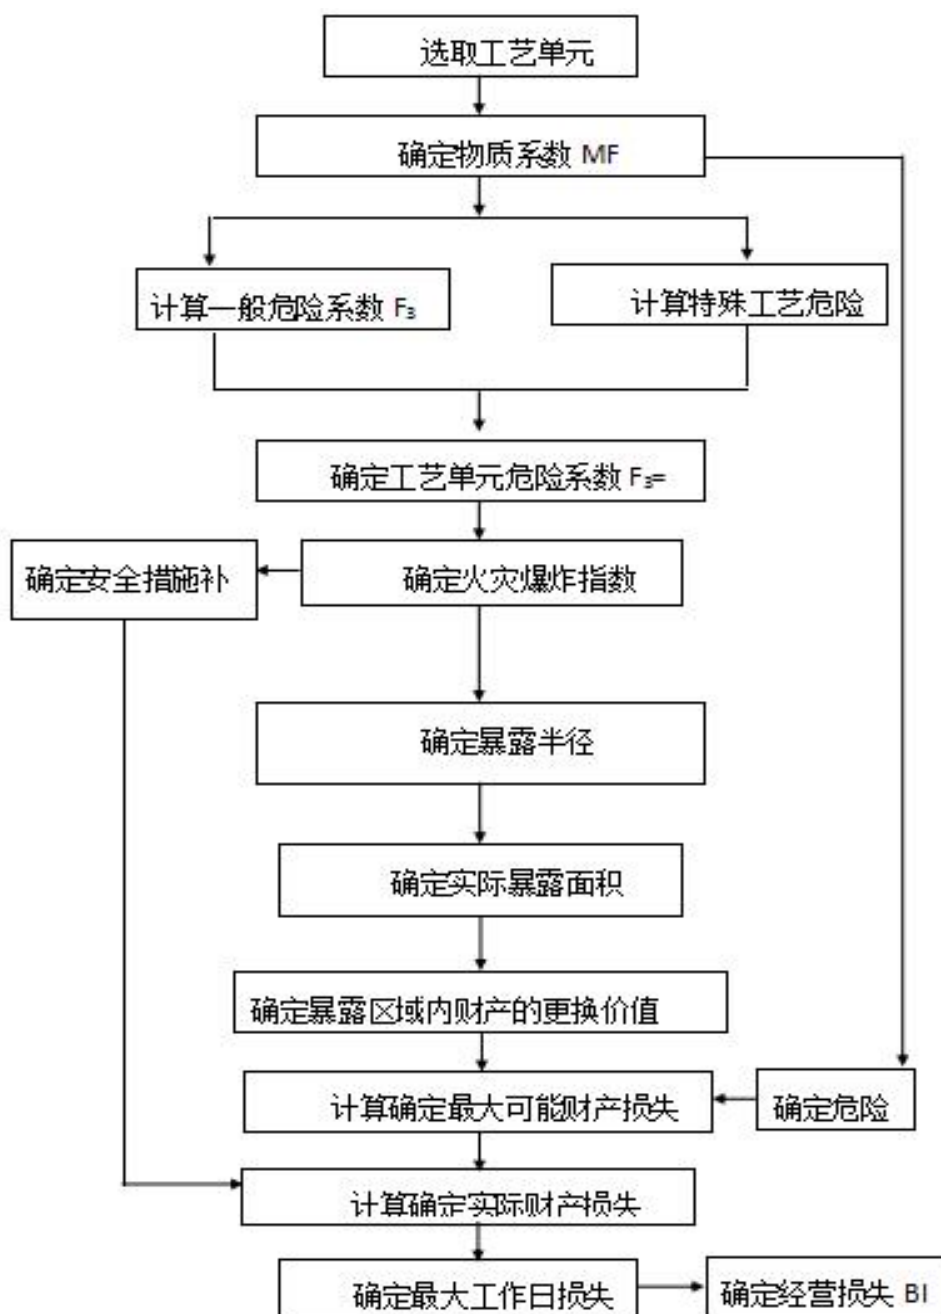 选取工艺单元
确定物质系数 MF
计算一般危险系数 F₃
计算特殊工艺危险
确定工艺单元危险系数 F₃=
确定安全措施补
确定火灾爆炸指数
确定暴露半径
确定实际暴露面积
确定暴露区域内财产的更换价值
计算确定最大可能财产损失
确定危险
计算确定实际财产损失
确定最大工作日损失
确定经营损失 BI